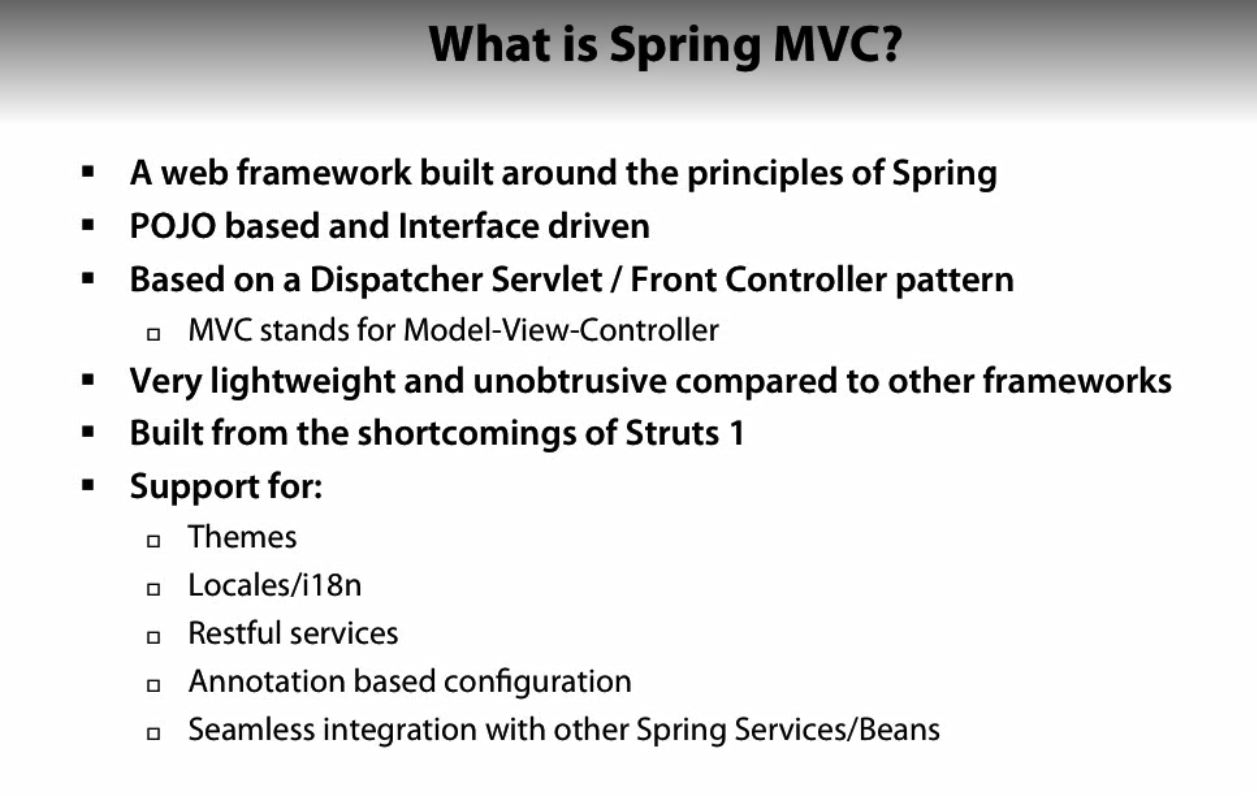 What is Spring MVC?
▪ A web framework built around the principles of Spring
▪ POJO based and Interface driven
▪ Based on a Dispatcher Servlet / Front Controller pattern
▫ MVC stands for Model-View-Controller
▪ Very lightweight and unobtrusive compared to other frameworks
▪ Built from the shortcomings of Struts 1
▪ Support for:
▫ Themes
▫ Locales/i18n
▫ Restful services
▫ Annotation based configuration
▫ Seamless integration with other Spring Services/Beans